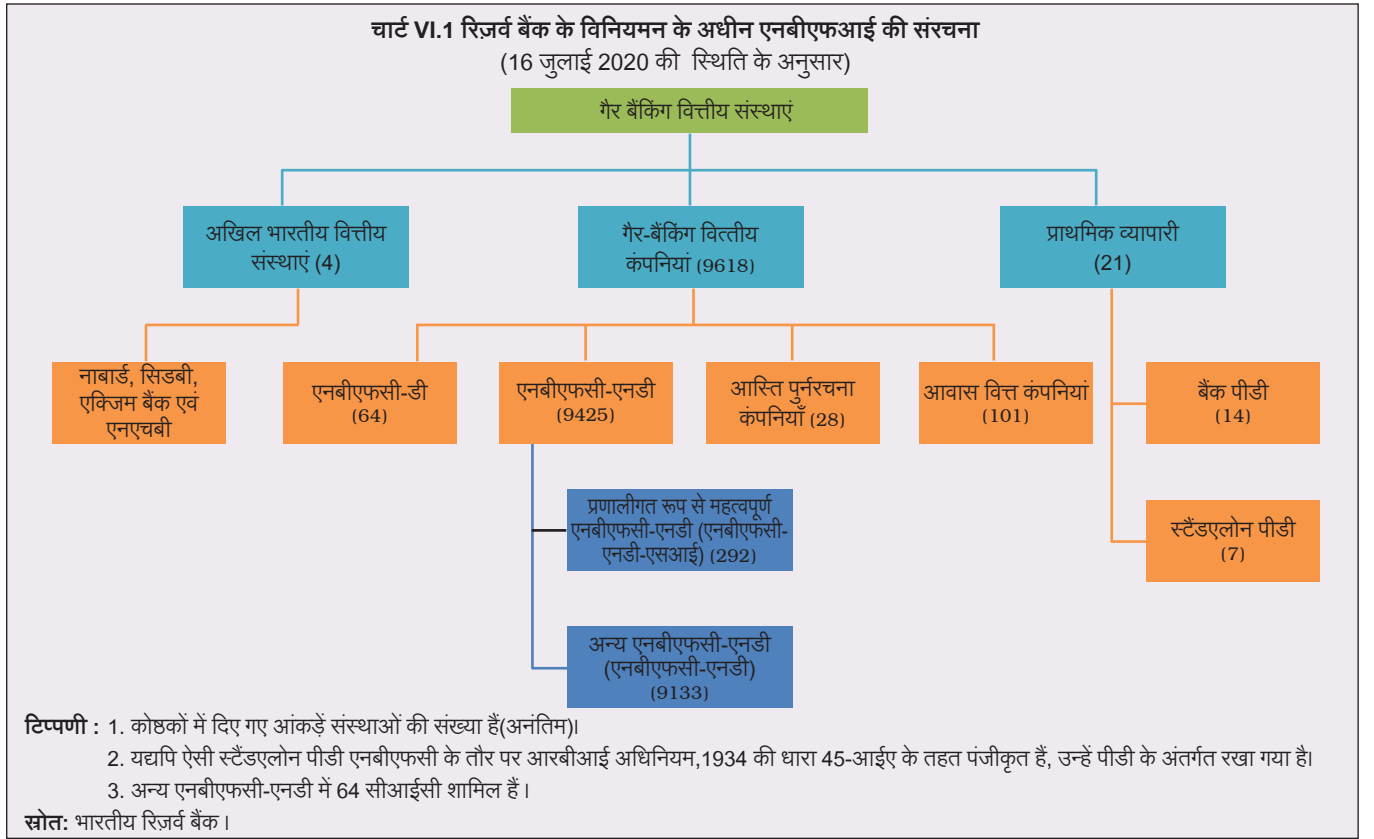 चार्ट VI.1 रिज़र्व बैंक के विनियमन के अधीन एनबीएफआई की संरचना
(16 जुलाई 2020 की स्थिति के अनुसार)
गैर बैंकिंग वित्तीय संस्थाएं
अखिल भारतीय वित्तीय
संस्थाएं (4)
गैर-बैंकिंग वित्तीय
कंपनियां (9618)
प्राथमिक व्यापारी
(21)
नाबार्ड, सिडबी,
एक्जिम बैंक एवं
एनएचबी
एनबीएफसी-डी
(64)
एनबीएफसी-एनडी
(9425)
आस्ति पुर्नरचना
कंपनियाँ (28)
आवास वित्त कंपनियां
(101)
बैंक पीडी
(14)
प्रणालीगत रूप से महत्वपूर्ण
एनबीएफसी-एनडी (एनबीएफसी-
एनडी-एसआई) (292)
स्टैंडएलोन पीडी
(7)
अन्य एनबीएफसी-एनडी
(एनबीएफसी-एनडी)
(9133)
टिप्पणी : 1. कोष्ठकों में दिए गए आंकड़ें संस्थाओं की संख्या हैं(अनंतिम)।
2. यद्यपि ऐसी स्टैंडएलोन पीडी एनबीएफसी के तौर पर आरबीआई अधिनियम,1934 की धारा 45-आईए के तहत पंजीकृत हैं, उन्हें पीडी के अंतर्गत रखा गया है।
3. अन्य एनबीएफसी-एनडी में 64 सीआईसी शामिल हैं ।
स्रोत: भारतीय रिज़र्व बैंक ।